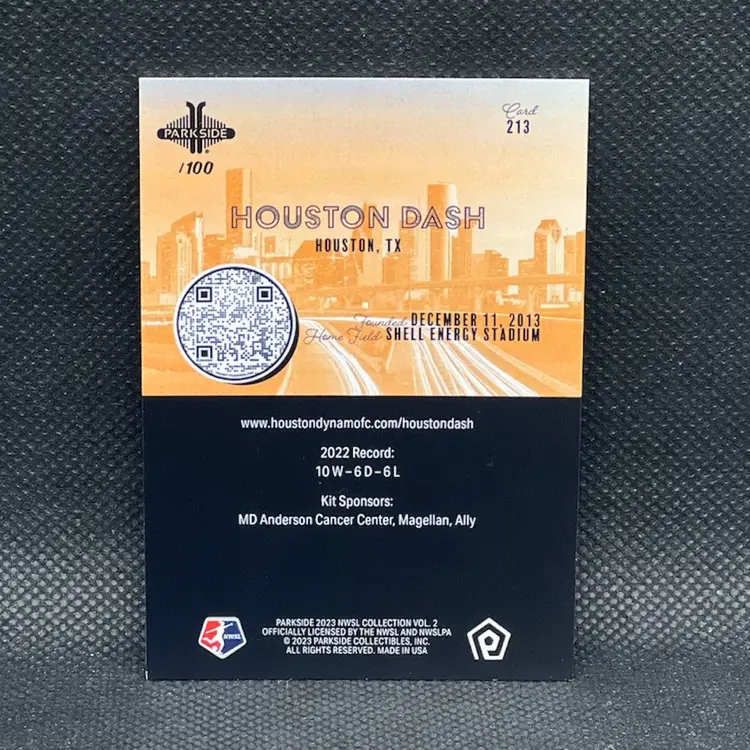 PARKSIDE
/100
Card
213
HOUSTON DASH
HOUSTON, TX
Founded DECEMBER 11, 2013
Home Field SHELL ENERGY STADIUM
www.houstondynamofc.com/houstondash
2022 Record:
10 W – 6 D – 6 L
Kit Sponsors:
MD Anderson Cancer Center, Magellan, Ally
NWSL
PARKSIDE 2023 NWSL COLLECTION VOL. 2
OFFICIALLY LICENSED BY THE NWSL AND NWSLPA
© 2023 PARKSIDE COLLECTIBLES, INC.
ALL RIGHTS RESERVED. MADE IN USA